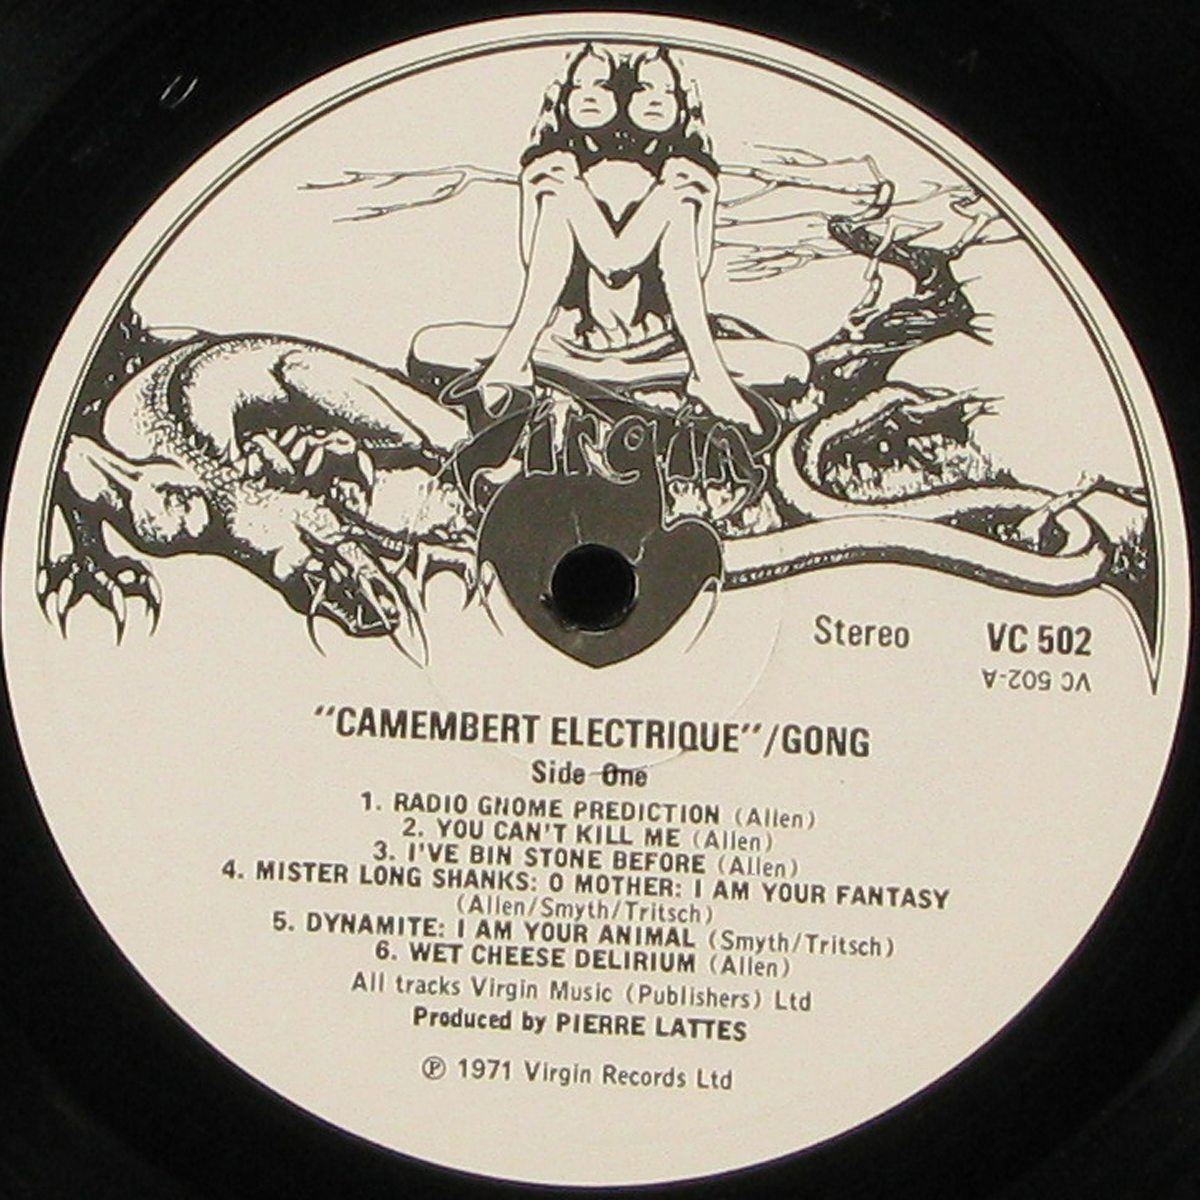 Virgin
Stereo VC 502
VC 502-A
"CAMEMBERT ELECTRIQUE"/GONG
Side One
1. RADIO GNOME PREDICTION (Allen)
2. YOU CAN'T KILL ME (Allen)
3. I'VE BIN STONE BEFORE (Allen)
4. MISTER LONG SHANKS: O MOTHER: I AM YOUR FANTASY
(Allen/Smyth/Tritsch)
5. DYNAMITE: I AM YOUR ANIMAL (Smyth/Tritsch)
6. WET CHEESE DELIRIUM (Allen)
All tracks Virgin Music (Publishers) Ltd
Produced by PIERRE LATTES
℗ 1971 Virgin Records Ltd